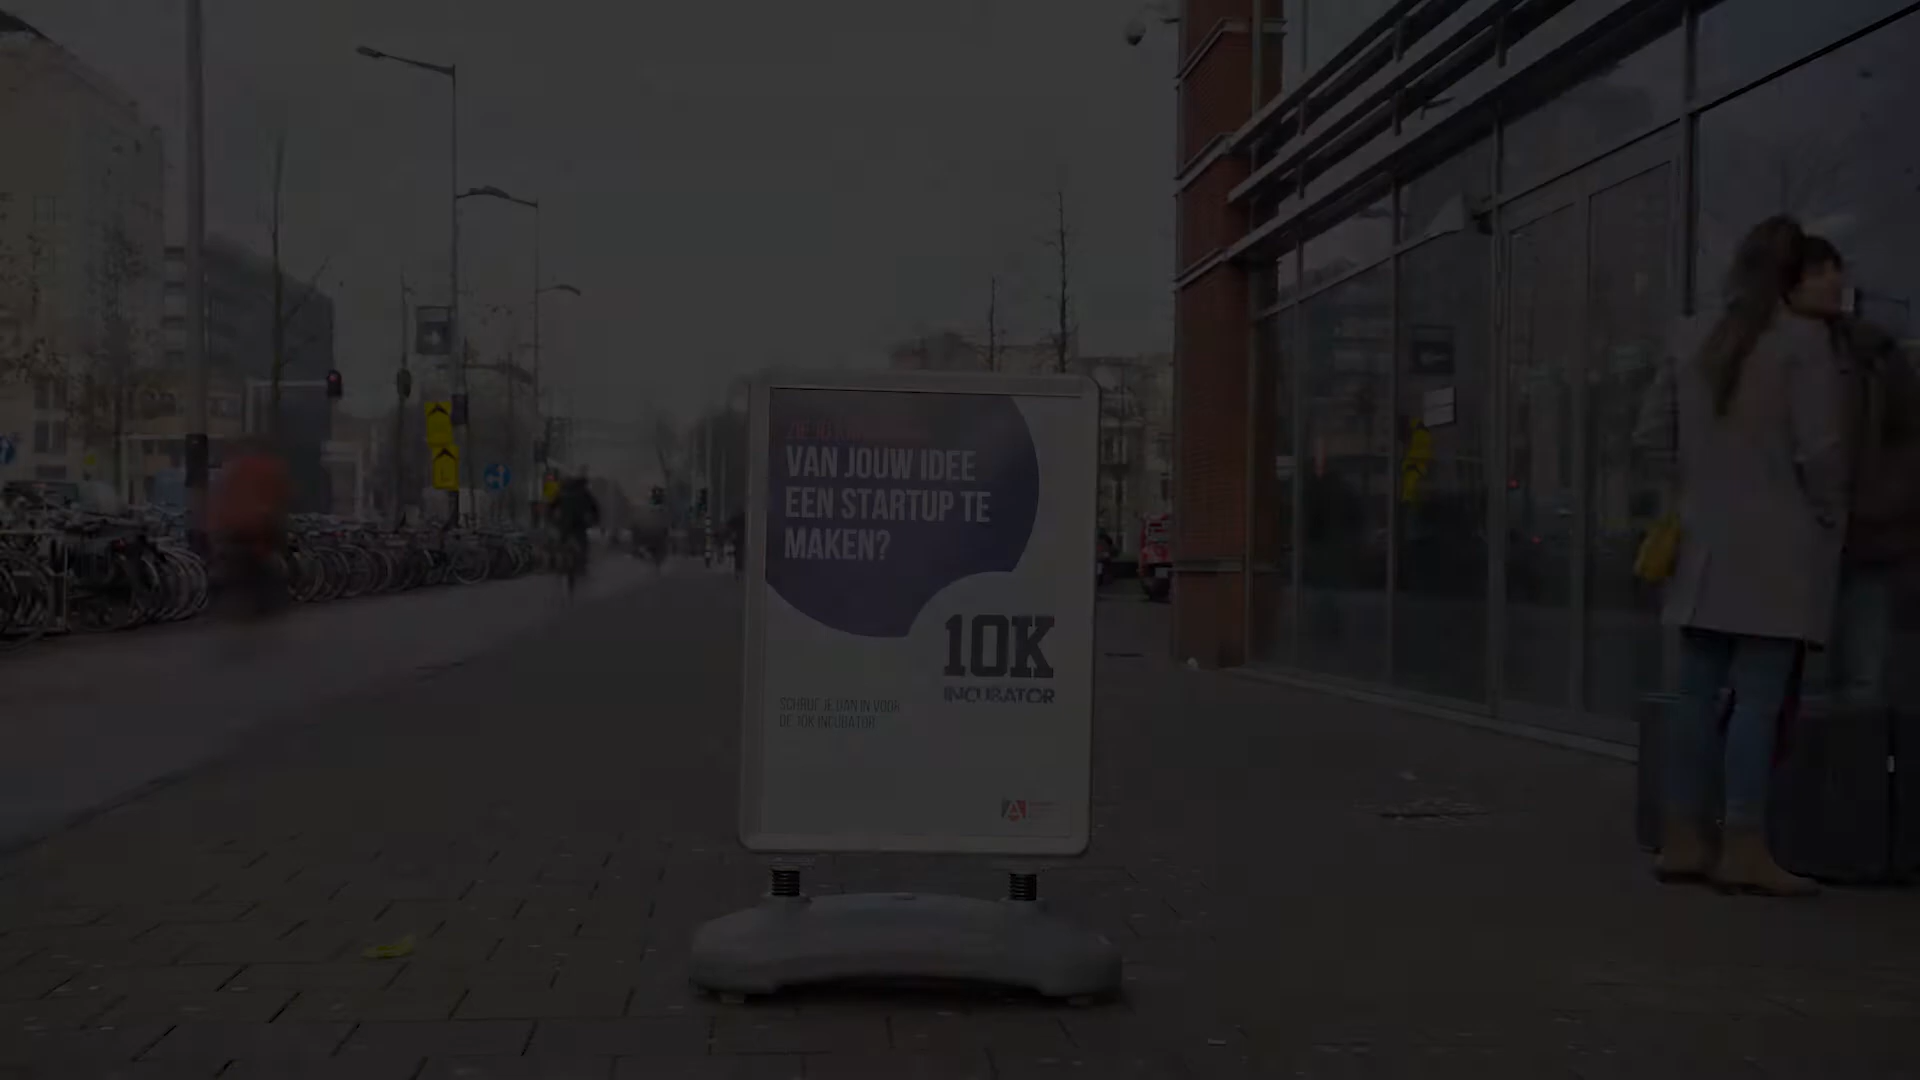 VAN JOUW IDEE
EEN STARTUP TE
MAKEN?
10K
INCUBATOR
SCHRIJF JE DAN IN VOOR
DE 10K INCUBATOR